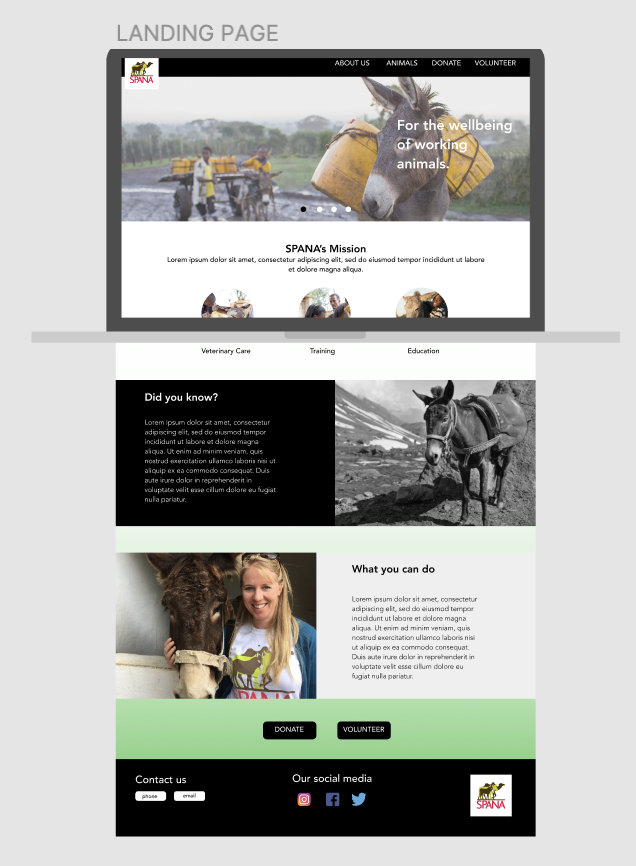 LANDING PAGE
SPANA
ABOUT US ANIMALS DONATE VOLUNTEER
For the wellbeing
of working
animals.
SPANA's Mission
Lorem ipsum dolor sit amet, consectetur adipiscing elit, sed do eiusmod tempor incididunt ut labore
et dolore magna aliqua.
Veterinary Care Training Education
Did you know?
Lorem ipsum dolor sit amet, consectetur
adipiscing elit, sed do eiusmod tempor
incididunt ut labore et dolore magna
aliqua. Ut enim ad minim veniam, quis
nostrud exercitation ullamco laboris nisi ut
aliquip ex ea commodo consequat. Duis
aute irure dolor in reprehenderit in
voluptate velit esse cillum dolore eu fugiat
nulla pariatur.
What you can do
Lorem ipsum dolor sit amet, consectetur
adipiscing elit, sed do eiusmod tempor
incididunt ut labore et dolore magna
aliqua. Ut enim ad minim veniam, quis
nostrud exercitation ullamco laboris nisi
ut aliquip ex ea commodo consequat.
Duis aute irure dolor in reprehenderit in
voluptate velit esse cillum dolore eu
fugiat nulla pariatur.
DONATE VOLUNTEER
Contact us
phone email
Our social media
SPANA